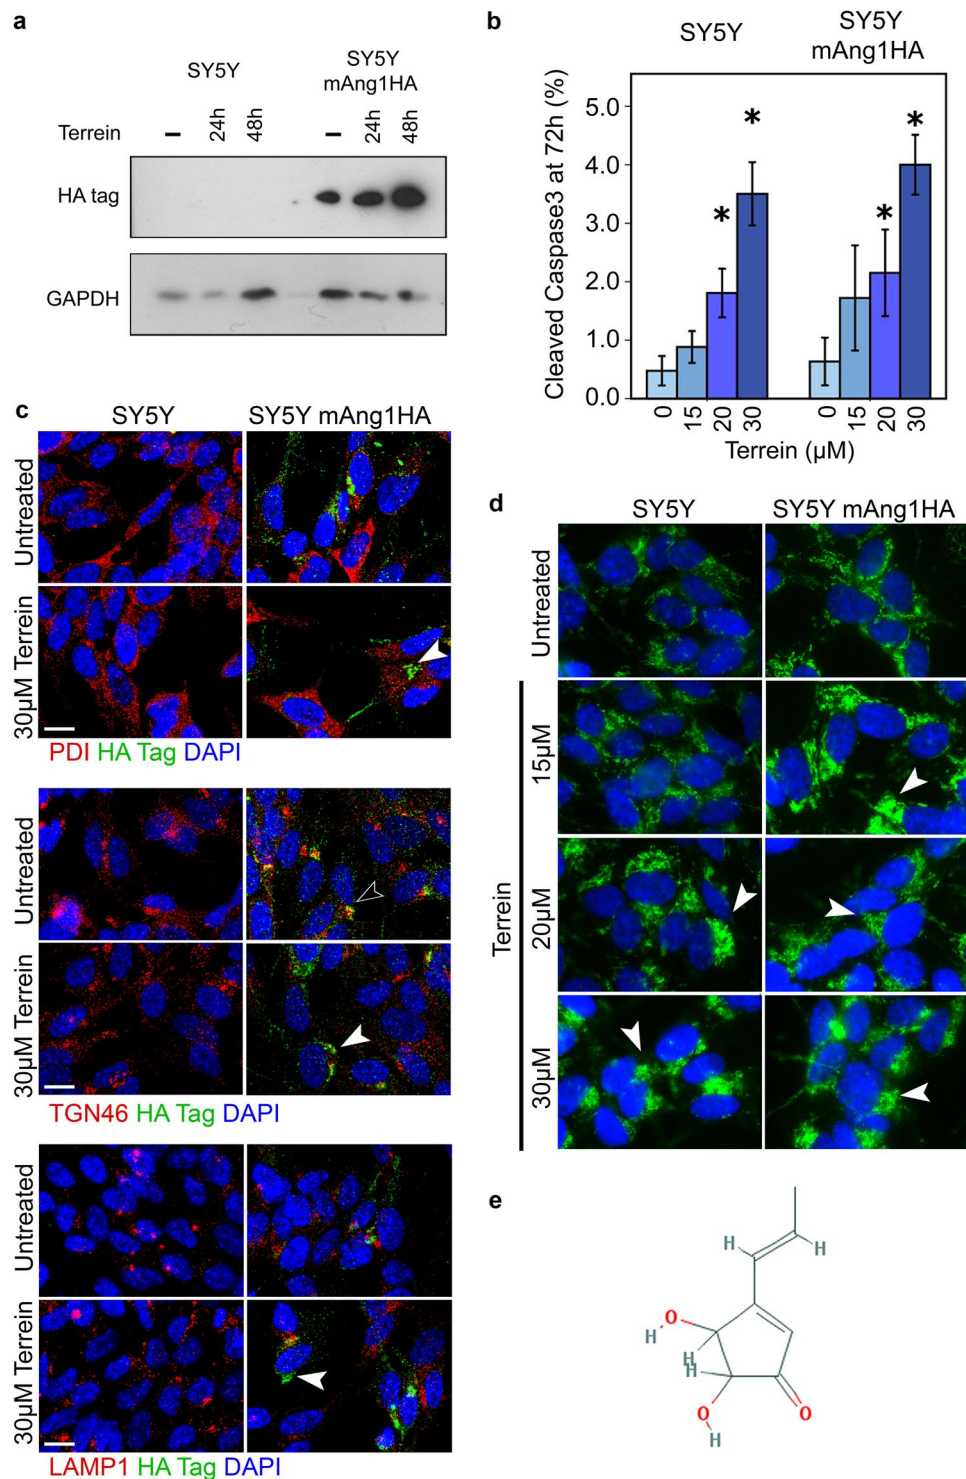 a
SY5Y
SY5Y
mAng1HA
Terrein
–
24h
48h
–
24h
48h
HA tag
GAPDH
b
SY5Y
SY5Y
mAng1HA
Cleaved Caspase3 at 72h (%)
5.0
4.0
3.0
2.0
1.0
0.0
*
*
*
*
0
15
20
30
0
15
20
30
Terrein (µM)
c
SY5Y
SY5Y mAng1HA
Untreated
30µM Terrein
PDI HA Tag DAPI
Untreated
30µM Terrein
TGN46 HA Tag DAPI
Untreated
30µM Terrein
LAMP1 HA Tag DAPI
d
SY5Y
SY5Y mAng1HA
Untreated
Terrein
15µM
20µM
30µM
e
H
H
O
H
H
H
O
H
O